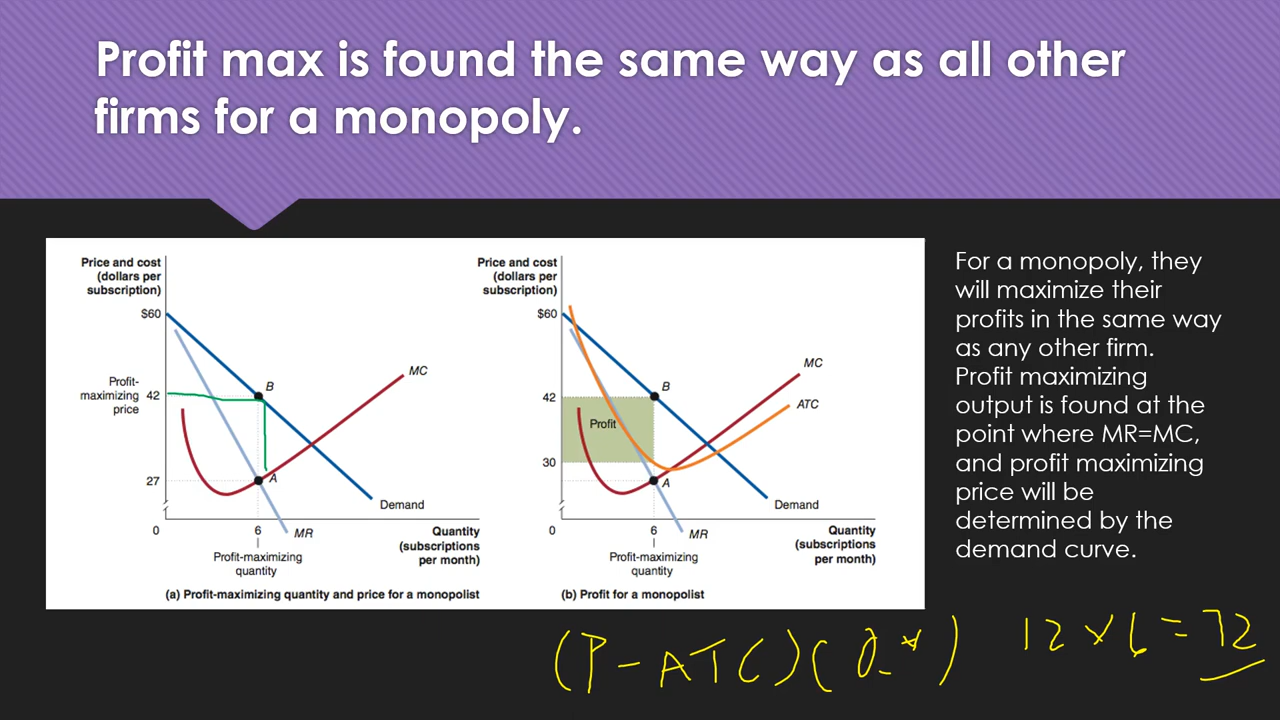 Profit max is found the same way as all other
firms for a monopoly.
Price and cost
(dollars per
subscription)
$60
Profit-
maximizing
price
42
27
0
6
B
A
MC
Demand
MR
Quantity
(subscriptions
per month)
Profit-maximizing
quantity
(a) Profit-maximizing quantity and price for a monopolist
Price and cost
(dollars per
subscription)
$60
42
30
0
6
Profit
B
A
MC
ATC
Demand
MR
Quantity
(subscriptions
per month)
Profit-maximizing
quantity
(b) Profit for a monopolist
For a monopoly, they
will maximize their
profits in the same way
as any other firm.
Profit maximizing
output is found at the
point where MR=MC,
and profit maximizing
price will be
determined by the
demand curve.
(P-ATC)(Q*) 12×6=72